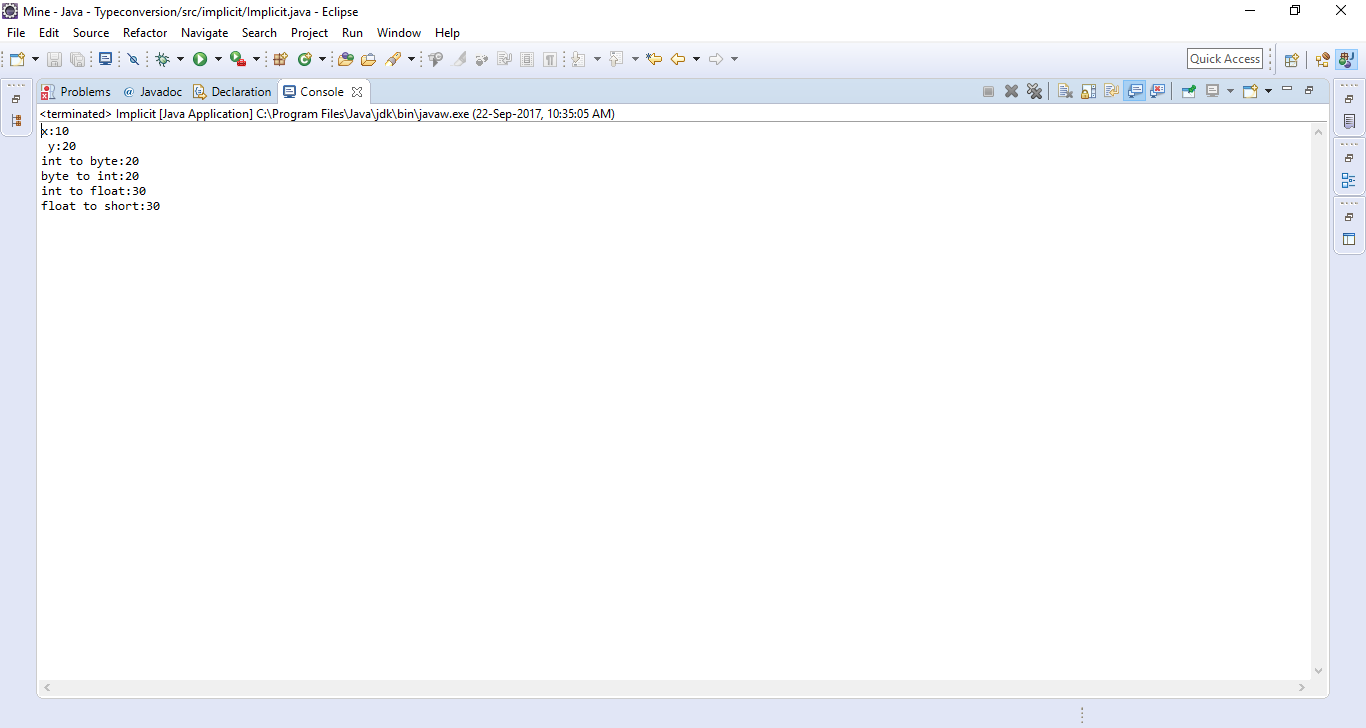 Mine - Java - Typeconversion/src/implicit/Implicit.java - Eclipse
File Edit Source Refactor Navigate Search Project Run Window Help
Quick Access
Problems @ Javadoc Declaration Console
<terminated> Implicit [Java Application] C:\Program Files\Java\jdk\bin\javaw.exe (22-Sep-2017, 10:35:05 AM)
x:10
 y:20
int to byte:20
byte to int:20
int to float:30
float to short:30